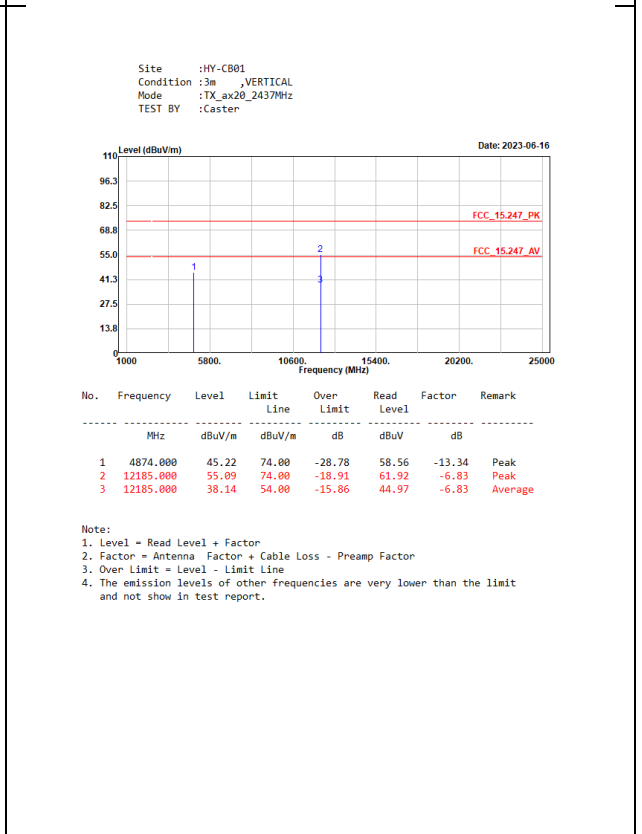 Site      :HY-CB01
Condition :3m    ,VERTICAL
Mode      :TX_ax20_2437MHz
TEST BY   :Caster
Level (dBuV/m)
Date: 2023-06-16
110
96.3
82.5
FCC_15.247_PK
68.8
FCC_15.247_AV
55.0
2
1
41.3
3
27.5
13.8
0
1000 5800. 10600. 15400. 20200. 25000
Frequency (MHz)
No. Frequency Level Limit Over Read Factor Remark
Line Limit Level
------ ----------- ------- -------- -------- --------- -------- ---------
MHz dBuV/m dBuV/m dB dBuV dB
1 4874.000 45.22 74.00 -28.78 58.56 -13.34 Peak
2 12185.000 55.09 74.00 -18.91 61.92 -6.83 Peak
3 12185.000 38.14 54.00 -15.86 44.97 -6.83 Average
Note:
1. Level = Read Level + Factor
2. Factor = Antenna  Factor + Cable Loss - Preamp Factor
3. Over Limit = Level - Limit Line
4. The emission levels of other frequencies are very lower than the limit
and not show in test report.